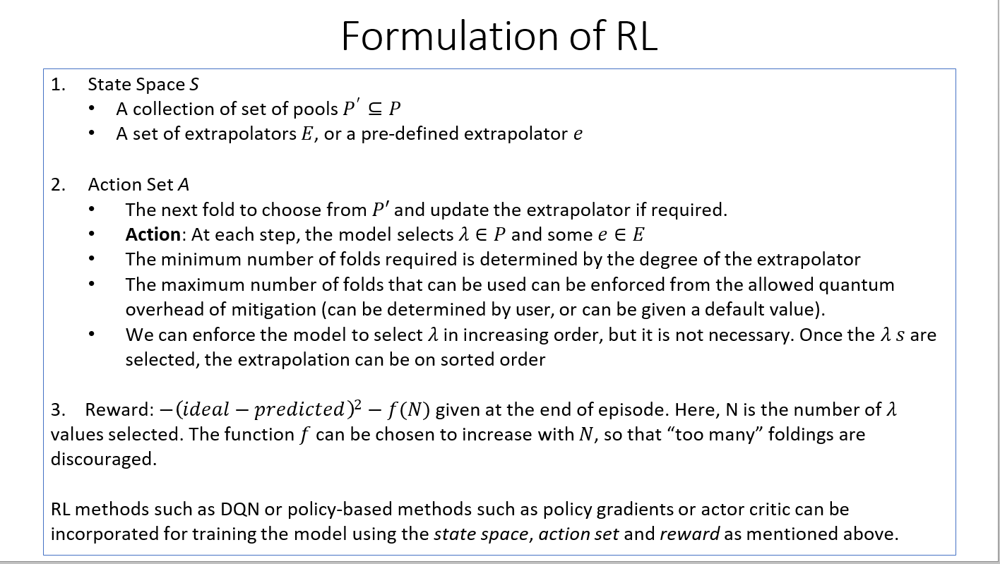 Formulation of RL
1. State Space S
• A collection of set of pools P′ ⊆ P
• A set of extrapolators E, or a pre-defined extrapolator e
2. Action Set A
• The next fold to choose from P′ and update the extrapolator if required.
• Action: At each step, the model selects λ ∈ P and some e ∈ E
• The minimum number of folds required is determined by the degree of the extrapolator
• The maximum number of folds that can be used can be enforced from the allowed quantum
overhead of mitigation (can be determined by user, or can be given a default value).
• We can enforce the model to select λ in increasing order, but it is not necessary. Once the λ s are
selected, the extrapolation can be on sorted order
3. Reward: −(ideal − predicted)² − f(N) given at the end of episode. Here, N is the number of λ
values selected. The function f can be chosen to increase with N, so that “too many” foldings are
discouraged.
RL methods such as DQN or policy-based methods such as policy gradients or actor critic can be
incorporated for training the model using the state space, action set and reward as mentioned above.